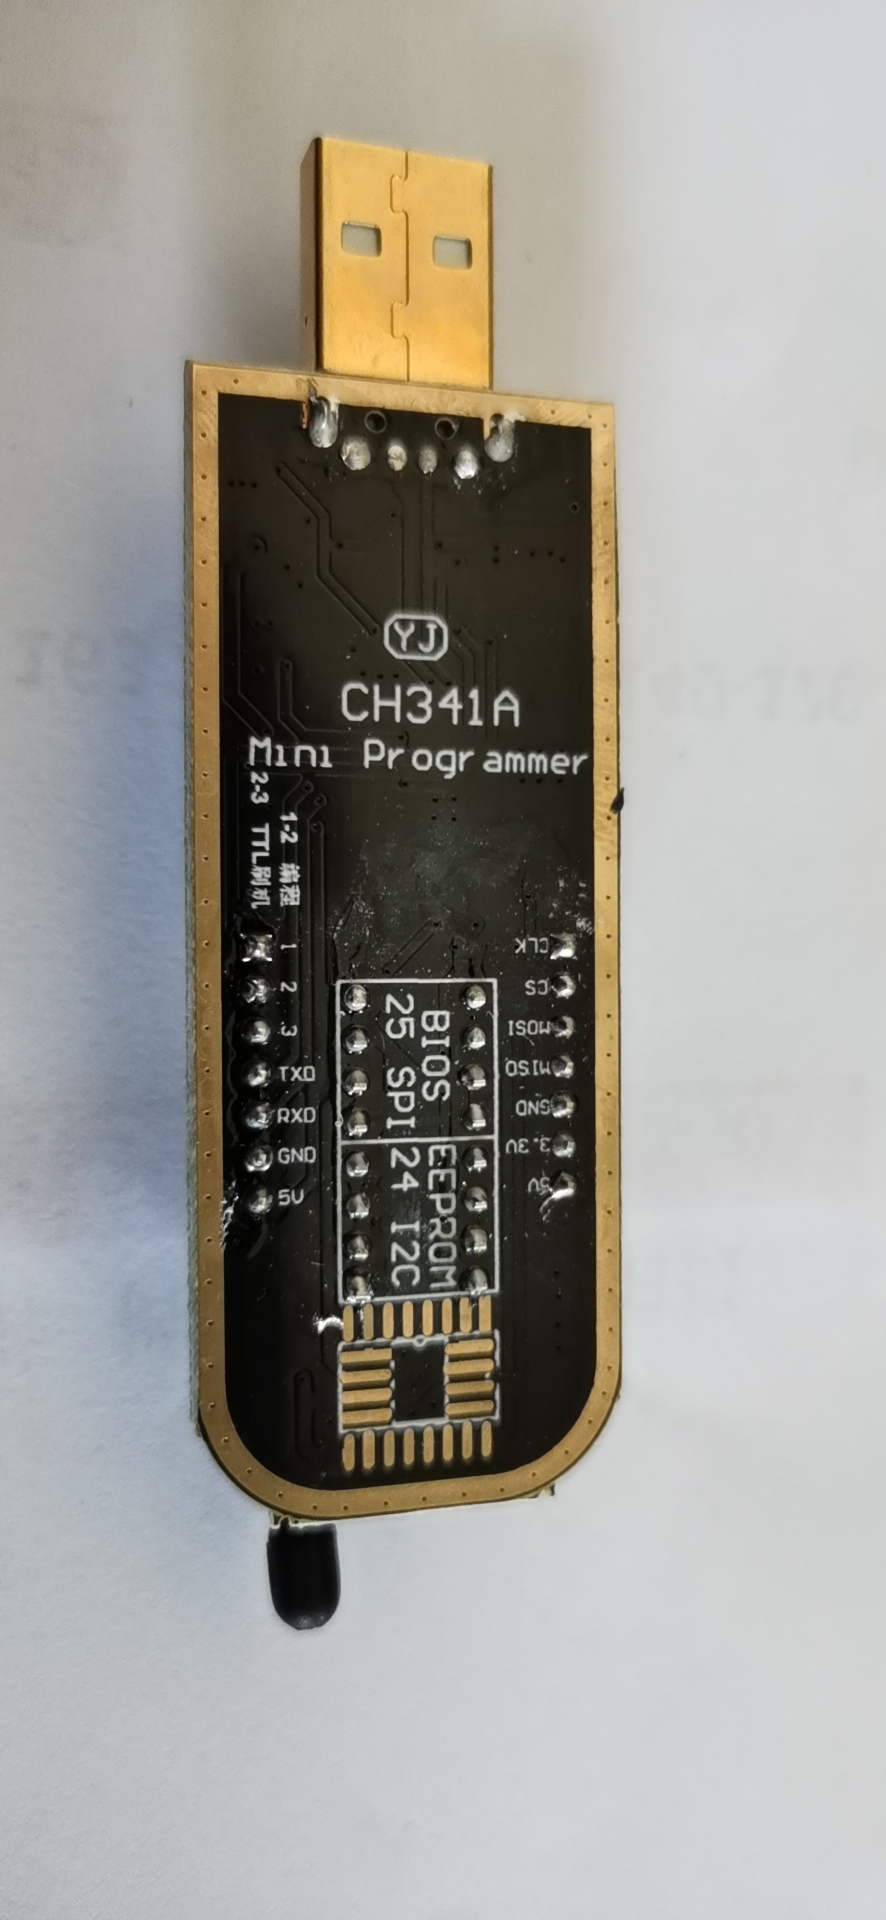 YJ
CH341A
Mini Programmer
1-2 编程
2-3 TTL刷机
1
2
3
TXD
RXD
GND
5V
BIOS
25 SPI
EEPROM
24 I2C
CLK
CS
MOSI
MISO
GND
3.3V
5V